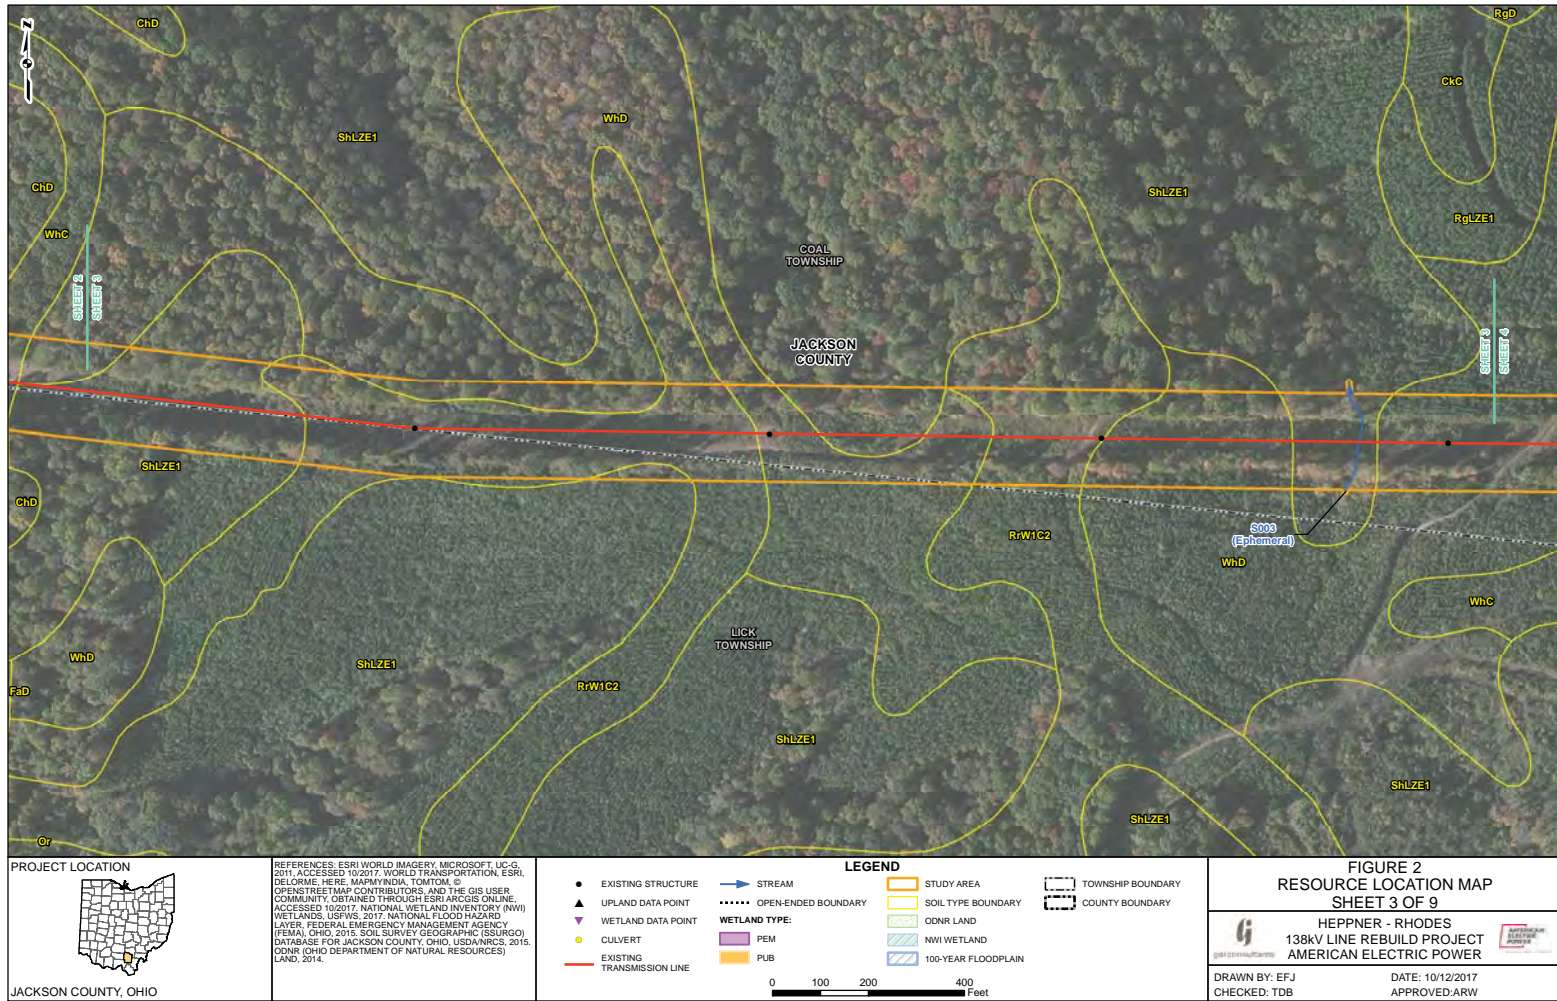 N
ChD
RgD
CkC
WhD
ShLZE1
ShLZE1
ChD
RgLZE1
WhC
SHEET 2
SHEET 3
COAL
TOWNSHIP
JACKSON
COUNTY
SHEET 3
SHEET 4
ShLZE1
ChD
S003
(Ephemeral)
RrW1C2
WhD
WhC
LICK
TOWNSHIP
WhD
ShLZE1
RrW1C2
FaD
ShLZE1
ShLZE1
ShLZE1
Or
PROJECT LOCATION
JACKSON COUNTY, OHIO
REFERENCES: ESRI WORLD IMAGERY, MICROSOFT, UC-G,
2011, ACCESSED 10/2017. WORLD TRANSPORTATION, ESRI,
DELORME, HERE, MAPMYINDIA, TOMTOM, ©
OPENSTREETMAP CONTRIBUTORS, AND THE GIS USER
COMMUNITY, OBTAINED THROUGH ESRI ARCGIS ONLINE,
ACCESSED 10/2017. NATIONAL WETLAND INVENTORY (NWI)
WETLANDS, USFWS, 2017. NATIONAL FLOOD HAZARD
LAYER, FEDERAL EMERGENCY MANAGEMENT AGENCY
(FEMA), OHIO, 2015. SOIL SURVEY GEOGRAPHIC (SSURGO)
DATABASE FOR JACKSON COUNTY, OHIO, USDA/NRCS, 2015.
ODNR (OHIO DEPARTMENT OF NATURAL RESOURCES)
LAND, 2014.
LEGEND
EXISTING STRUCTURE
UPLAND DATA POINT
WETLAND DATA POINT
CULVERT
EXISTING
TRANSMISSION LINE
STREAM
OPEN-ENDED BOUNDARY
WETLAND TYPE:
PEM
PUB
STUDY AREA
SOIL TYPE BOUNDARY
ODNR LAND
NWI WETLAND
100-YEAR FLOODPLAIN
TOWNSHIP BOUNDARY
COUNTY BOUNDARY
0 100 200 400
Feet
FIGURE 2
RESOURCE LOCATION MAP
SHEET 3 OF 9
HEPPNER - RHODES
138kV LINE REBUILD PROJECT
AMERICAN ELECTRIC POWER
gai consultants
AMERICAN
ELECTRIC
POWER
DRAWN BY: EFJ
DATE: 10/12/2017
CHECKED: TDB
APPROVED:ARW